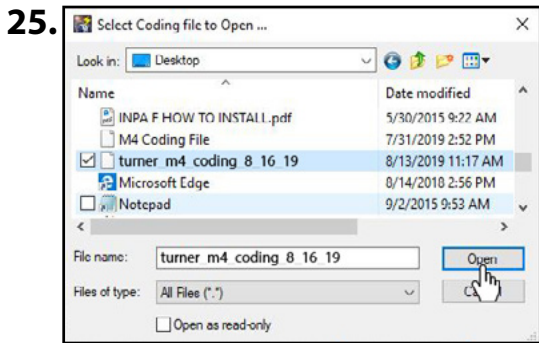 25.
Select Coding file to Open ...
Look in: Desktop
Name Date modified
INPA E HOW TO INSTALL.pdf 5/30/2015 9:22 AM
M4 Coding File 7/31/2019 2:52 PM
turner_m4_coding_8_16_19 8/13/2019 11:17 AM
Microsoft Edge 8/14/2018 2:56 PM
Notepad 9/2/2015 9:53 AM
File name: turner_m4_coding_8_16_19 Open
Files of type: All Files (*.*)
Open as read-only